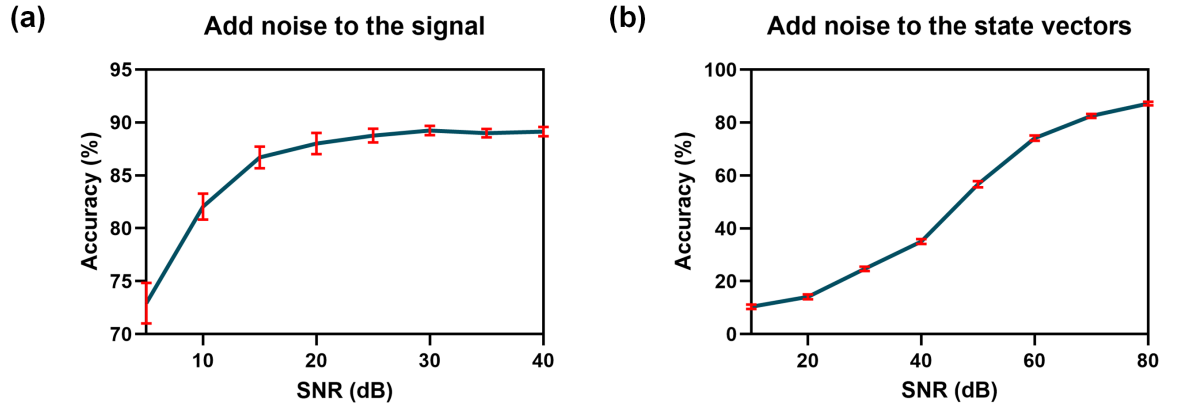 (a)
Add noise to the signal
95
90
85
80
75
70
Accuracy (%)
10 20 30 40
SNR (dB)
(b)
Add noise to the state vectors
100
80
60
40
20
0
Accuracy (%)
20 40 60 80
SNR (dB)